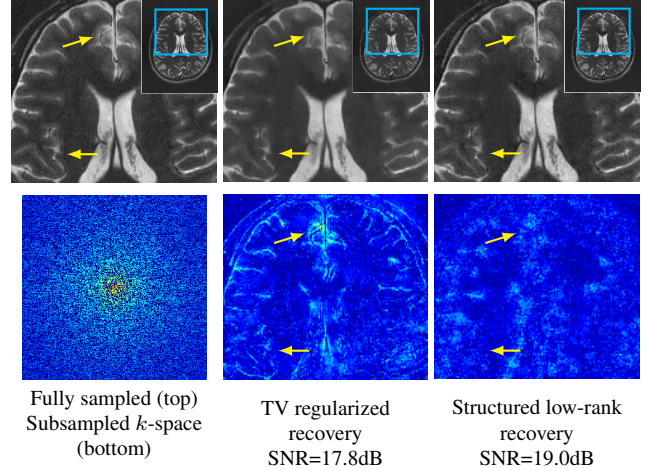 Fully sampled (top)
Subsampled k-space
(bottom)
TV regularized
recovery
SNR=17.8dB
Structured low-rank
recovery
SNR=19.0dB